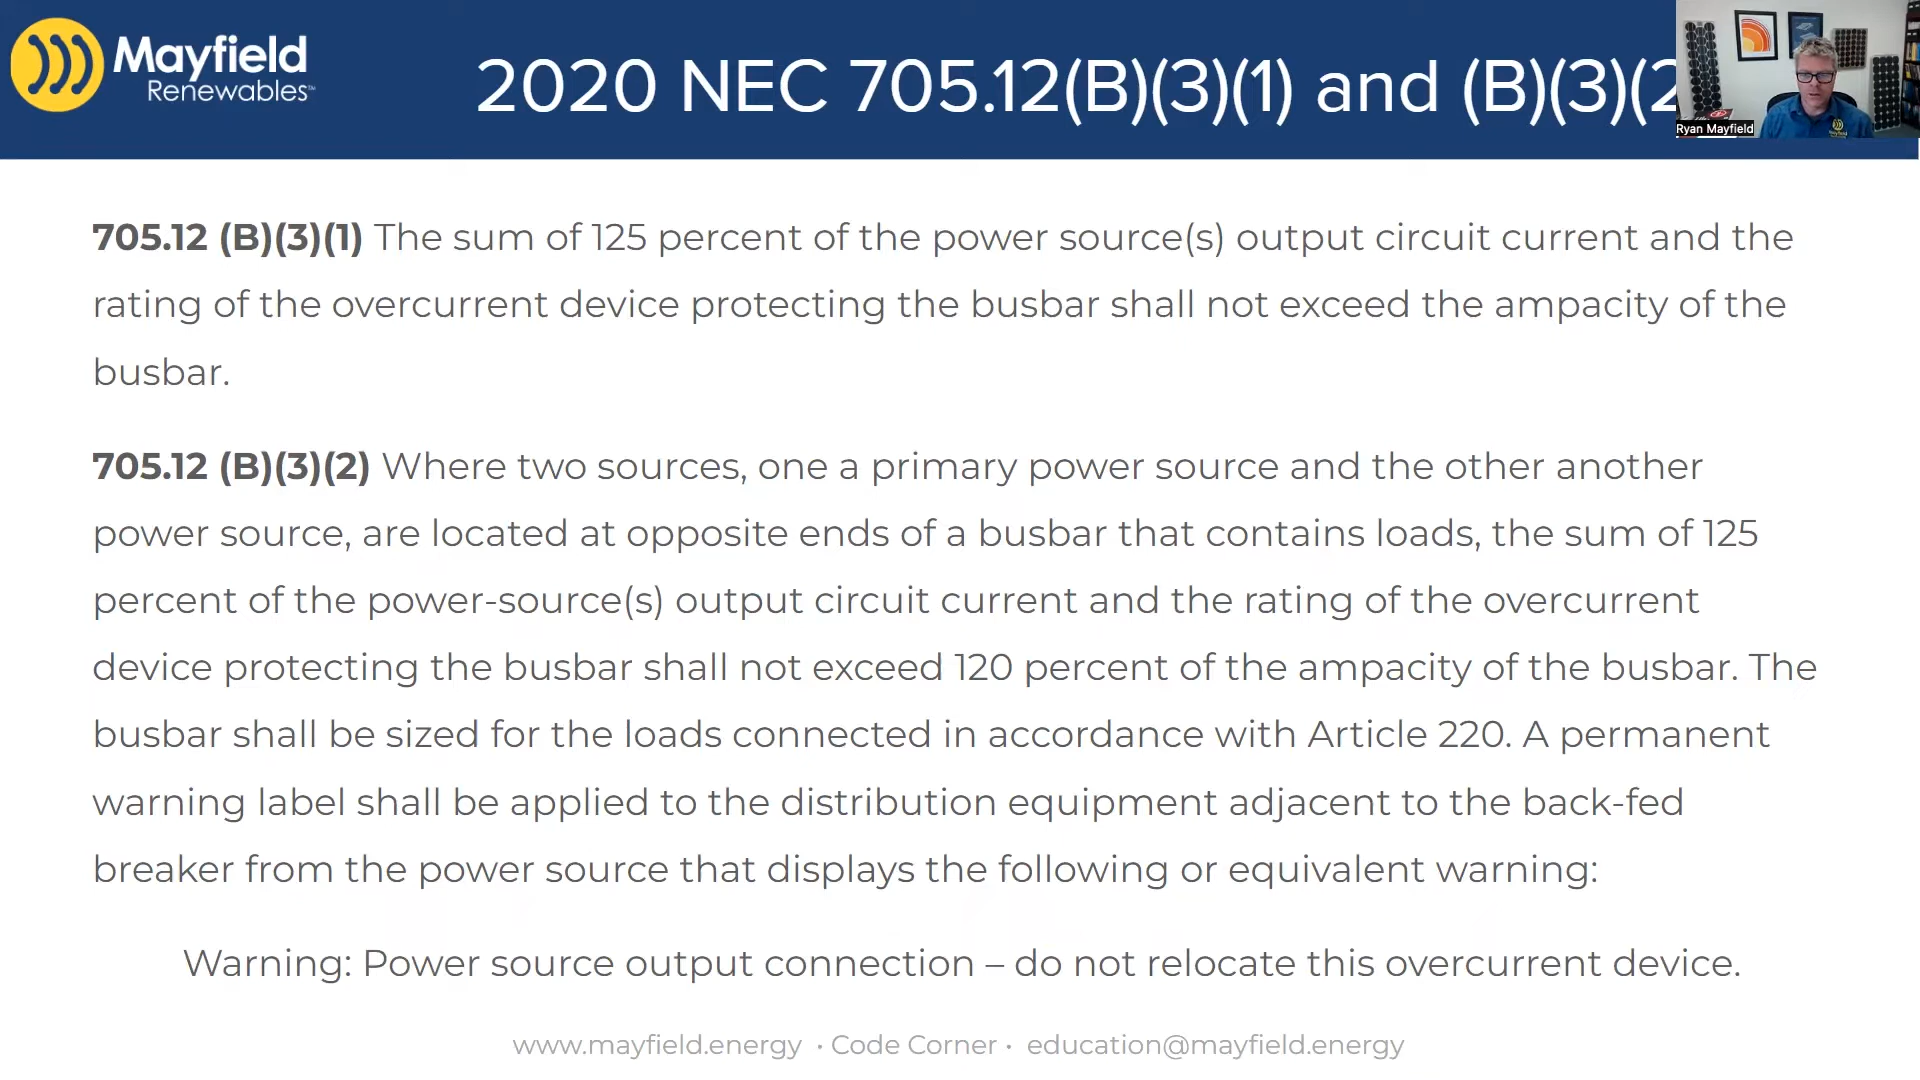 Mayfield
Renewables
2020 NEC 705.12(B)(3)(1) and (B)(3)(2
Ryan Mayfield
705.12 (B)(3)(1) The sum of 125 percent of the power source(s) output circuit current and the
rating of the overcurrent device protecting the busbar shall not exceed the ampacity of the
busbar.
705.12 (B)(3)(2) Where two sources, one a primary power source and the other another
power source, are located at opposite ends of a busbar that contains loads, the sum of 125
percent of the power-source(s) output circuit current and the rating of the overcurrent
device protecting the busbar shall not exceed 120 percent of the ampacity of the busbar. The
busbar shall be sized for the loads connected in accordance with Article 220. A permanent
warning label shall be applied to the distribution equipment adjacent to the back-fed
breaker from the power source that displays the following or equivalent warning:
Warning: Power source output connection – do not relocate this overcurrent device.
www.mayfield.energy · Code Corner · education@mayfield.energy